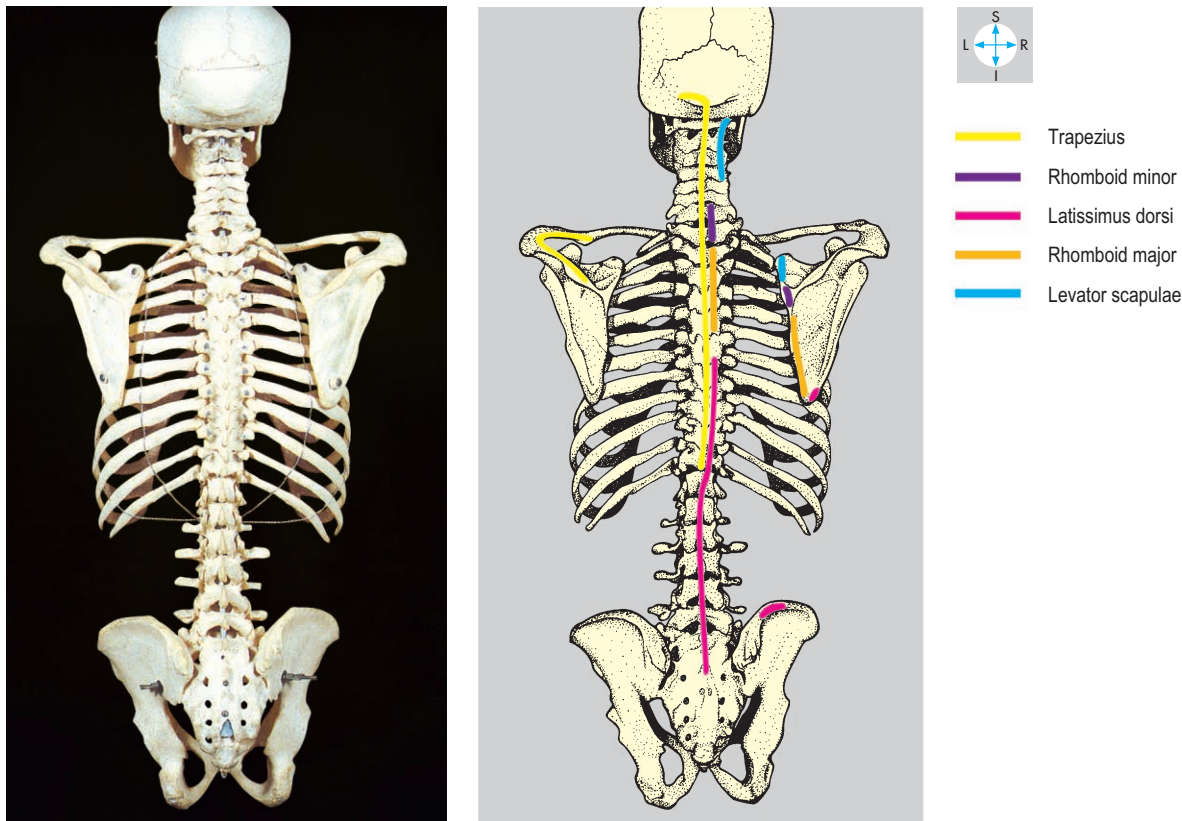 S
L R
I
Trapezius
Rhomboid minor
Latissimus dorsi
Rhomboid major
Levator scapulae